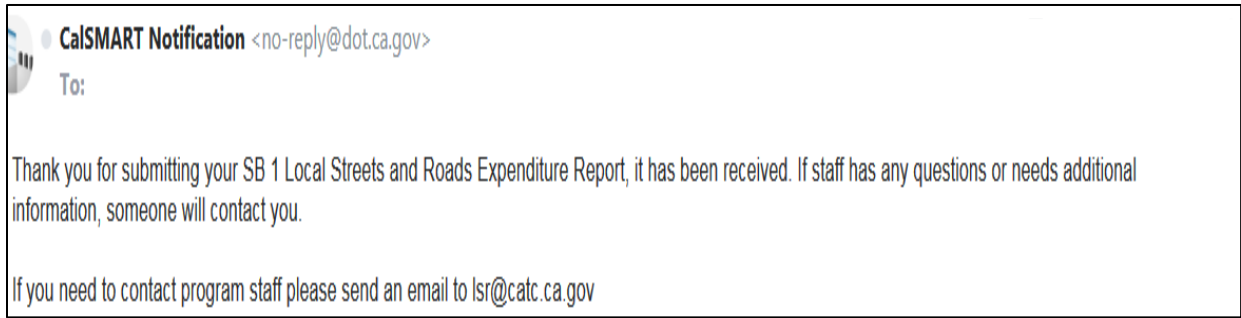 CalSMART Notification <no-reply@dot.ca.gov>
To:
Thank you for submitting your SB 1 Local Streets and Roads Expenditure Report, it has been received. If staff has any questions or needs additional
information, someone will contact you.
If you need to contact program staff please send an email to lsr@catc.ca.gov